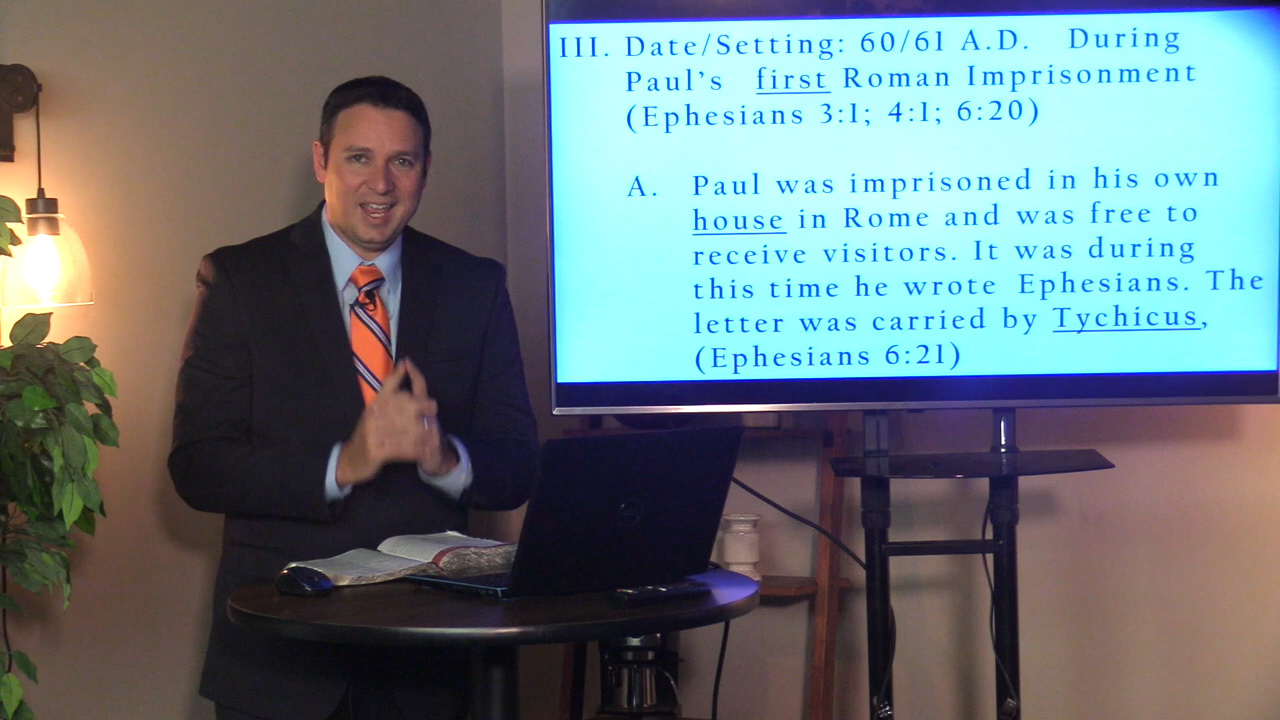 III. Date/Setting: 60/61 A.D. During
Paul's first Roman Imprisonment
(Ephesians 3:1; 4:1; 6:20)
A. Paul was imprisoned in his own
house in Rome and was free to
receive visitors. It was during
this time he wrote Ephesians. The
letter was carried by Tychicus,
(Ephesians 6:21)